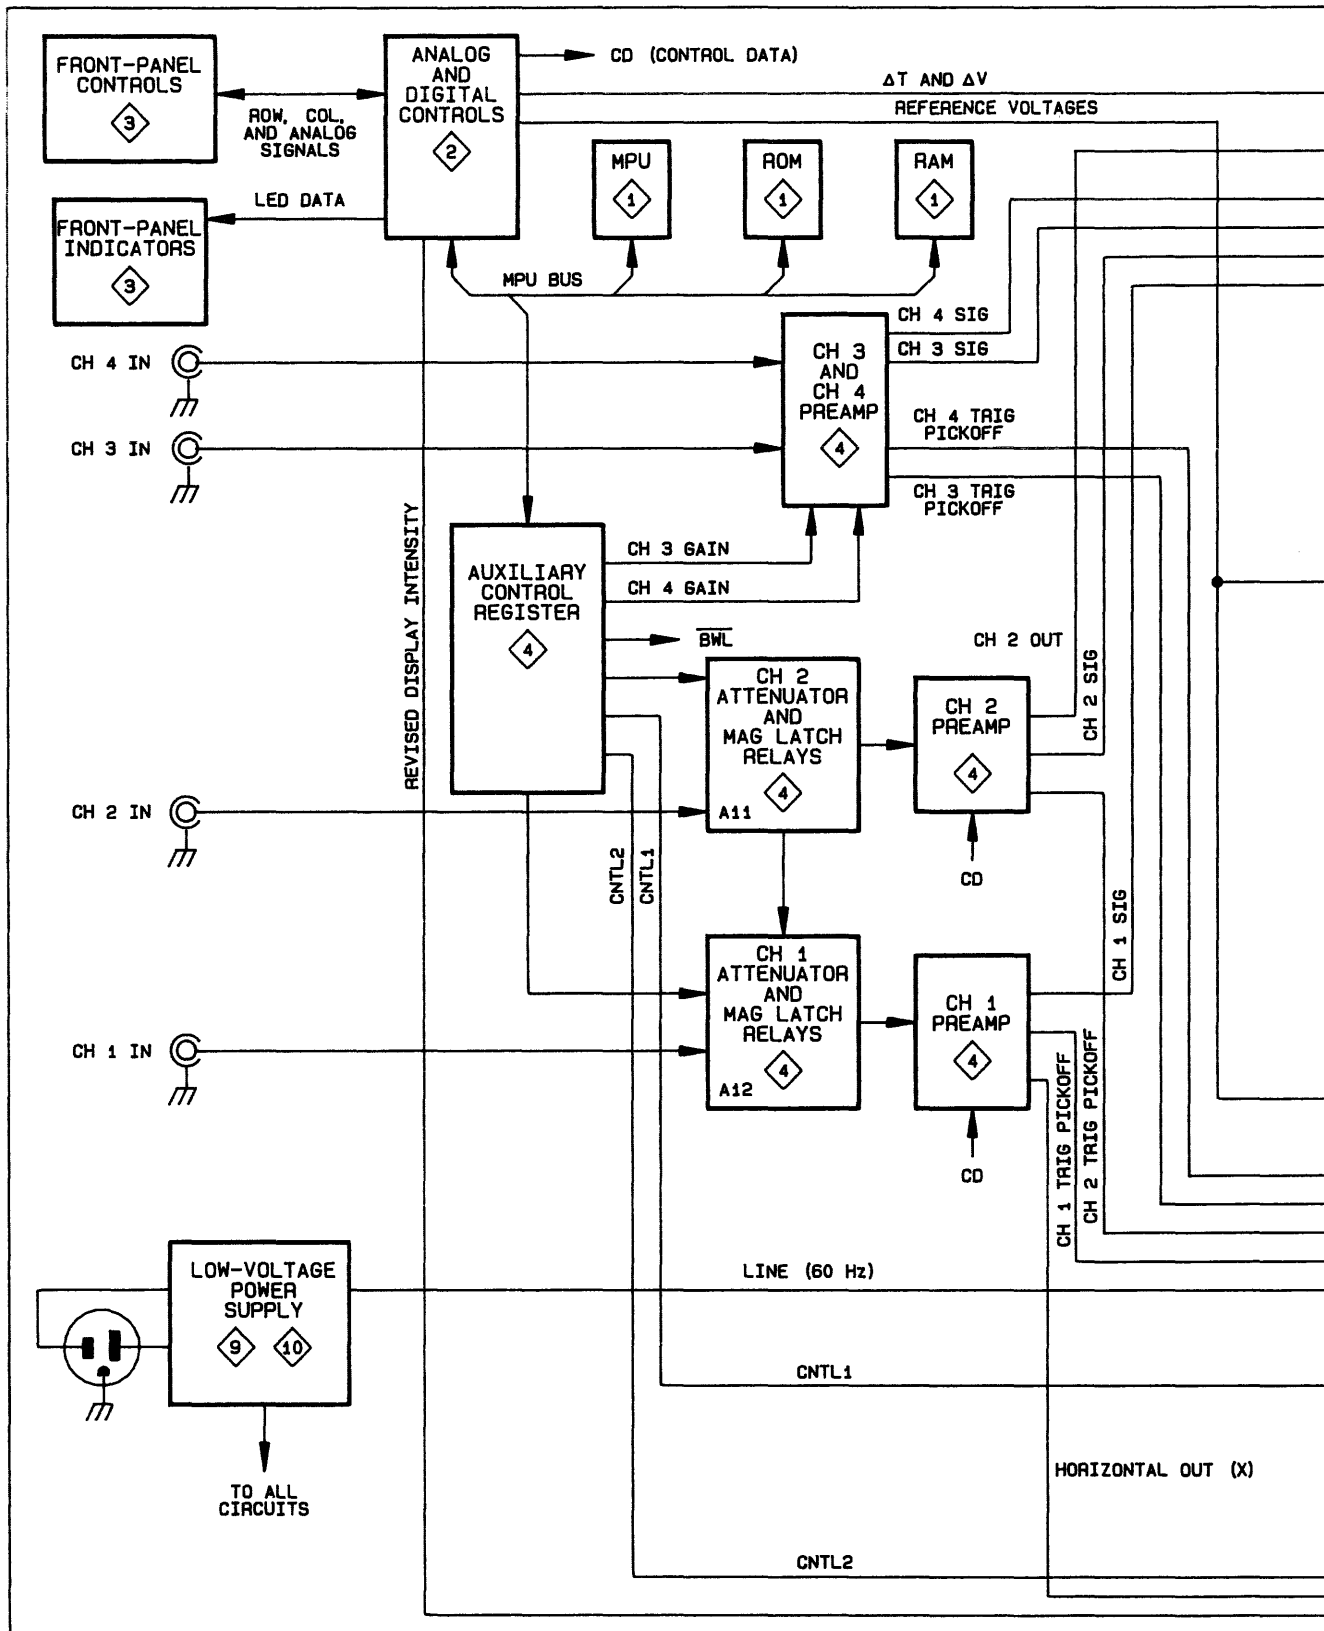 FRONT-PANEL
CONTROLS
3
ROW, COL,
AND ANALOG
SIGNALS
ANALOG
AND
DIGITAL
CONTROLS
2
CD (CONTROL DATA)
ΔT AND ΔV
REFERENCE VOLTAGES
MPU
1
ROM
1
RAM
1
LED DATA
FRONT-PANEL
INDICATORS
3
MPU BUS
CH 4 IN
CH 3 IN
CH 3
AND
CH 4
PREAMP
4
CH 4 SIG
CH 3 SIG
CH 4 TRIG
PICKOFF
CH 3 TRIG
PICKOFF
REVISED DISPLAY INTENSITY
AUXILIARY
CONTROL
REGISTER
4
CH 3 GAIN
CH 4 GAIN
B̅W̅L̅
CH 2 IN
CH 2
ATTENUATOR
AND
MAG LATCH
RELAYS
4
A11
CH 2
PREAMP
4
CD
CH 2 OUT
CH 2 SIG
CNTL2
CNTL1
CH 1 IN
CH 1
ATTENUATOR
AND
MAG LATCH
RELAYS
4
A12
CH 1
PREAMP
4
CD
CH 1 SIG
CH 1 TRIG PICKOFF
CH 2 TRIG PICKOFF
LOW-VOLTAGE
POWER
SUPPLY
9
10
LINE (60 Hz)
TO ALL
CIRCUITS
CNTL1
HORIZONTAL OUT (X)
CNTL2